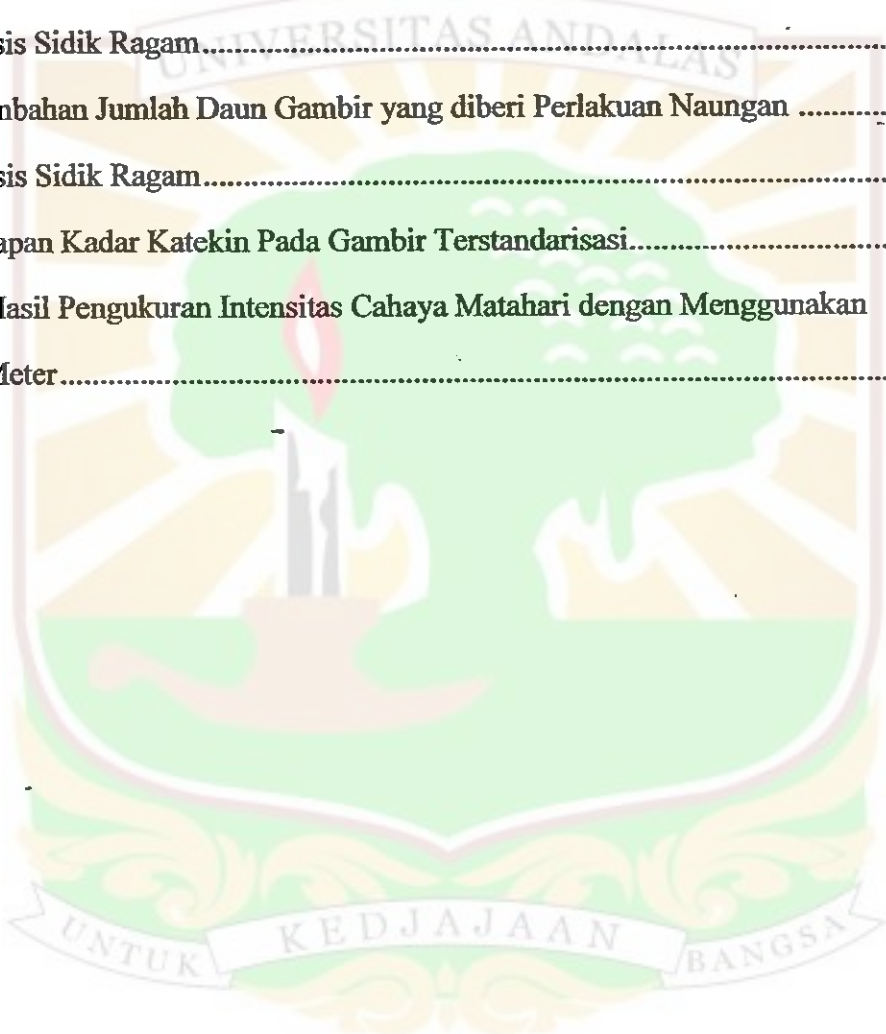 UNIVERSITAS ANDALAS
sis Sidik Ragam..........
nbahan Jumlah Daun Gambir yang diberi Perlakuan Naungan ..........
sis Sidik Ragam..........
apan Kadar Katekin Pada Gambir Terstandarisasi..........
Hasil Pengukuran Intensitas Cahaya Matahari dengan Menggunakan
Meter..........
UNTUK KEDJAJAAN BANGSA